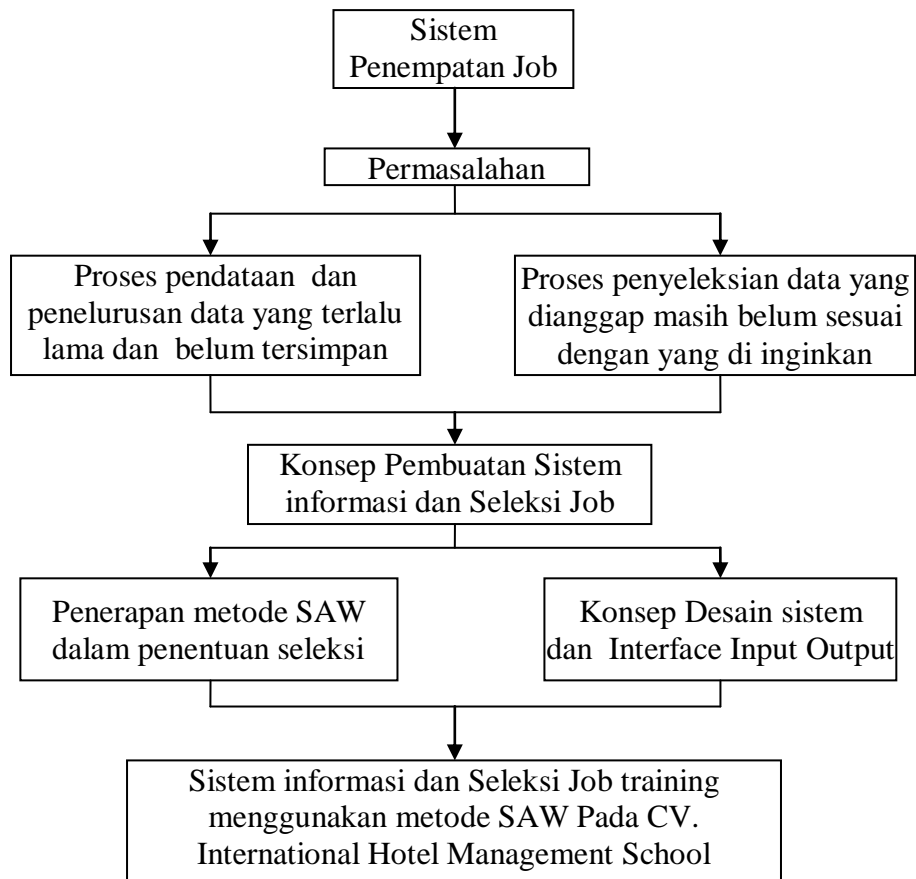 Sistem
Penempatan Job
Permasalahan
Proses pendataan dan
penelurusan data yang terlalu
lama dan belum tersimpan
Proses penyeleksian data yang
dianggap masih belum sesuai
dengan yang di inginkan
Konsep Pembuatan Sistem
informasi dan Seleksi Job
Penerapan metode SAW
dalam penentuan seleksi
Konsep Desain sistem
dan Interface Input Output
Sistem informasi dan Seleksi Job training
menggunakan metode SAW Pada CV.
International Hotel Management School